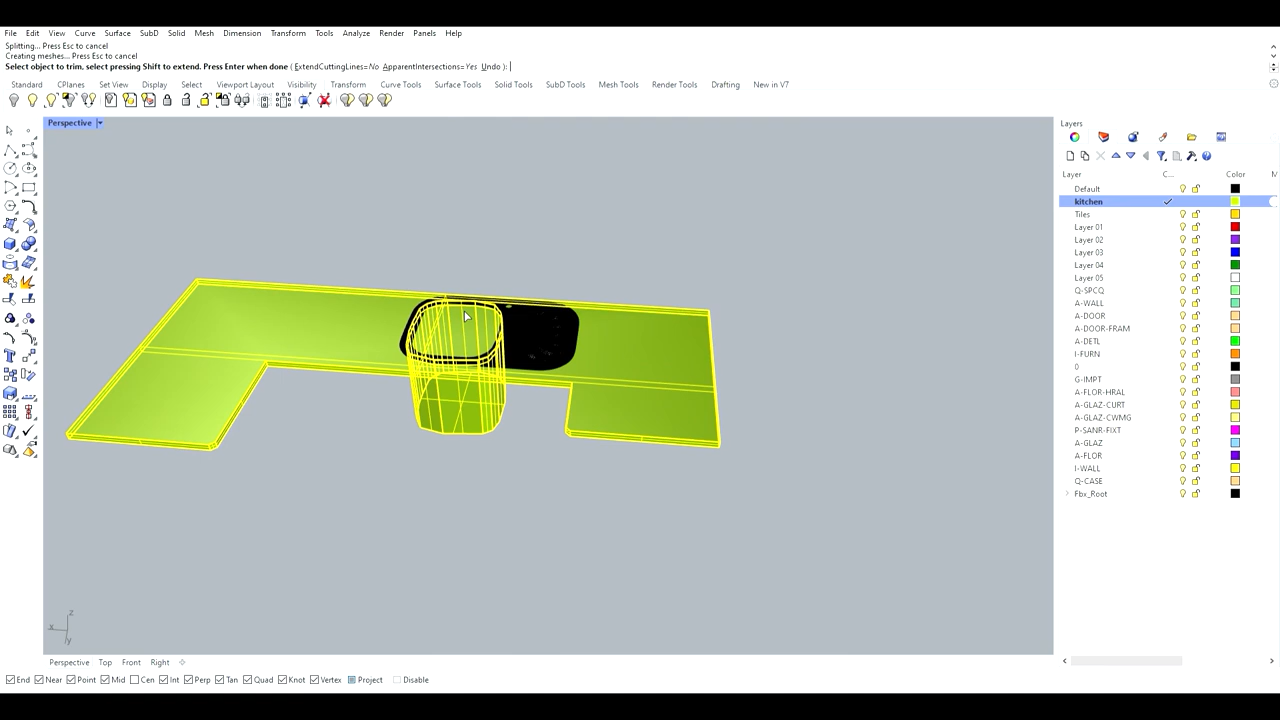 File Edit View Curve Surface SubD Solid Mesh Dimension Transform Tools Analyze Render Panels Help
Splitting... Press Esc to cancel
Creating meshes... Press Esc to cancel
Select object to trim, select pressing Shift to extend. Press Enter when done ( ExtendCuttingLines=No ApparentIntersections=Yes Undo ):
Standard CPlanes Set View Display Select Viewport Layout Visibility Transform Curve Tools Surface Tools Solid Tools SubD Tools Mesh Tools Render Tools Drafting New in V7
Perspective
Layers
Layer C... Color M
Default
kitchen
Tiles
Layer 01
Layer 02
Layer 03
Layer 04
Layer 05
Q-SPCQ
A-WALL
A-DOOR
A-DOOR-FRAM
A-DETL
I-FURN
0
G-IMPT
A-FLOR-HRAL
A-GLAZ-CURT
A-GLAZ-CWMG
P-SANR-FIXT
A-GLAZ
A-FLOR
I-WALL
Q-CASE
Fbx_Root
z
x
y
Perspective Top Front Right
End Near Point Mid Cen Int Perp Tan Quad Knot Vertex Project Disable